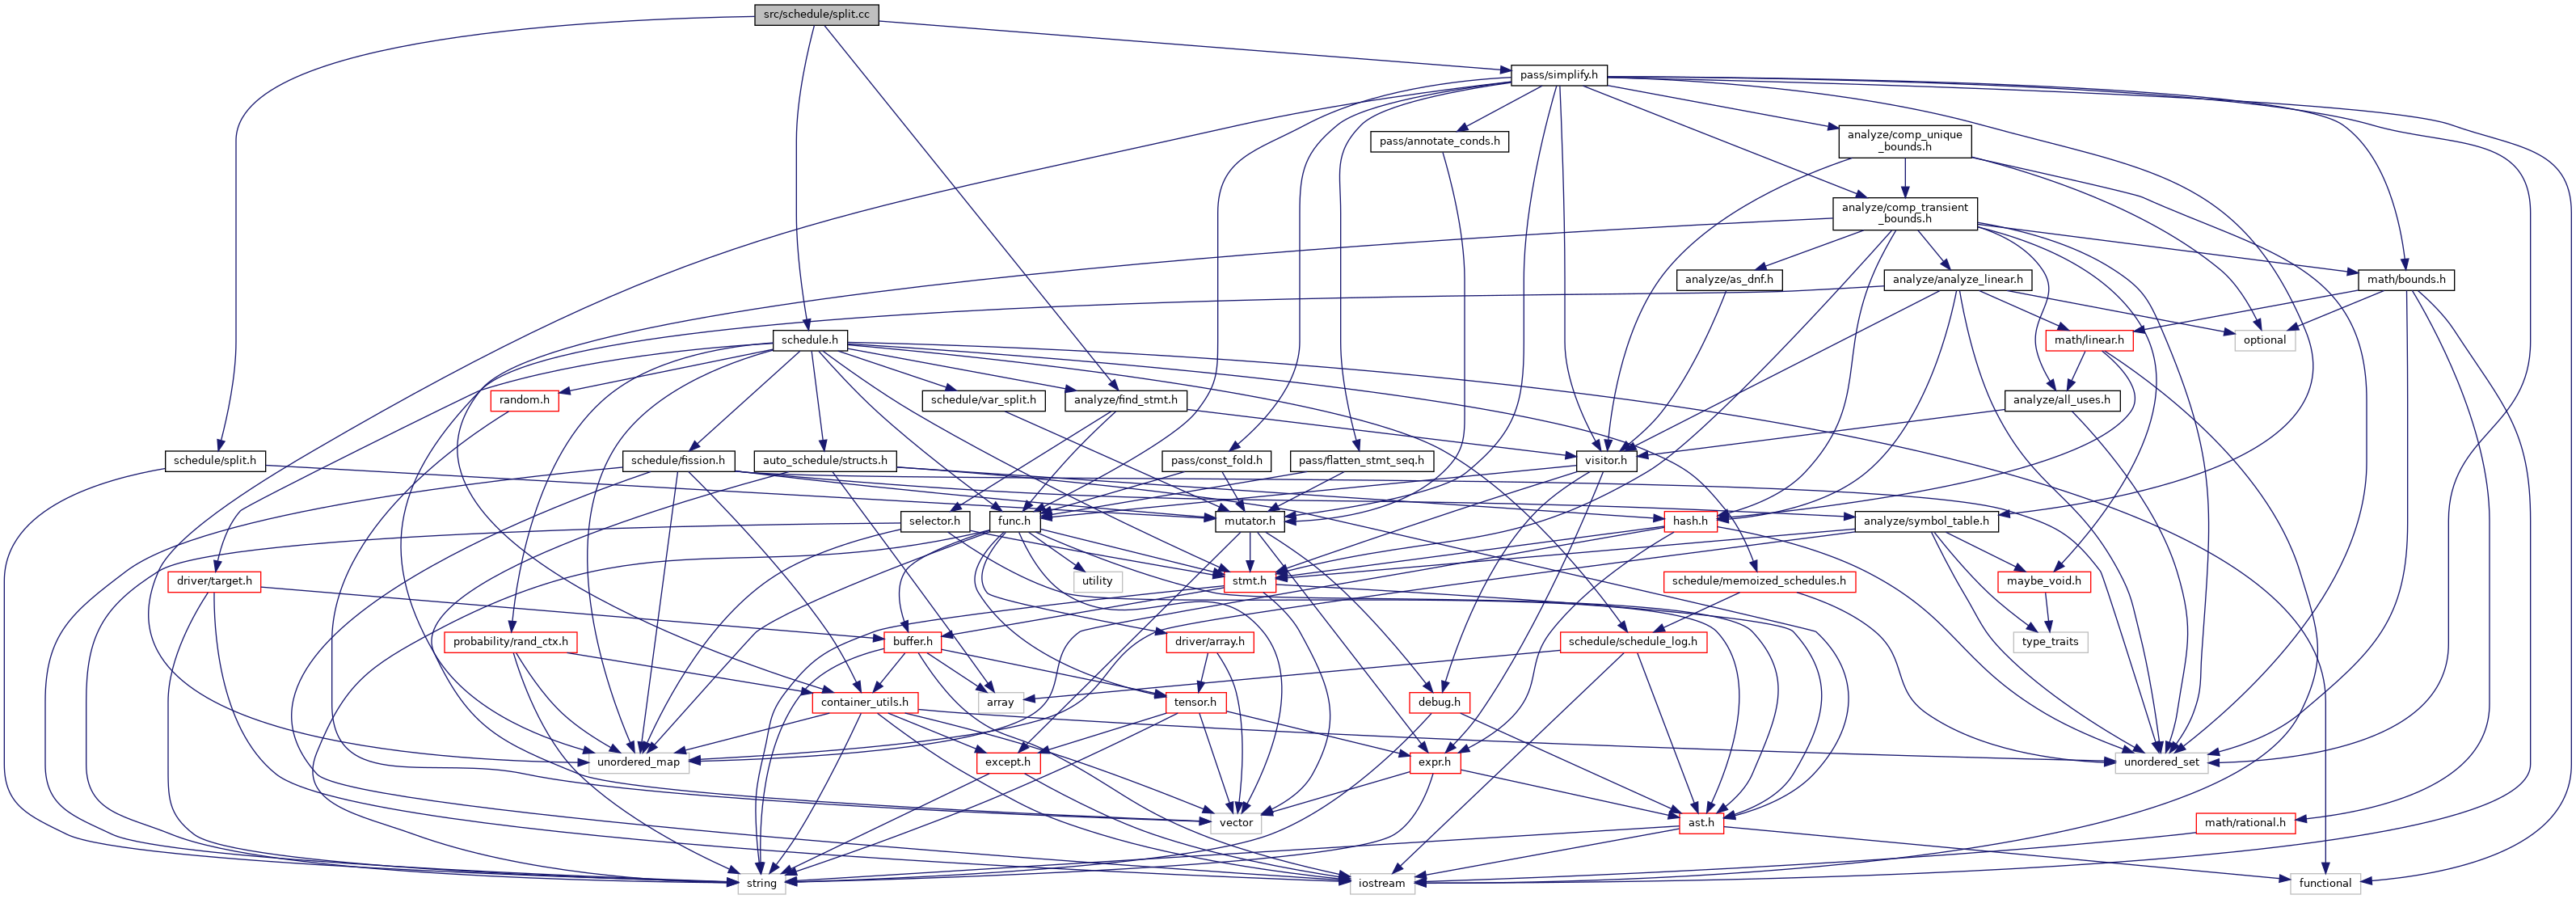 src/schedule/split.cc
pass/simplify.h
pass/annotate_conds.h
analyze/comp_unique
_bounds.h
analyze/comp_transient
_bounds.h
analyze/as_dnf.h
analyze/analyze_linear.h
math/bounds.h
schedule.h
math/linear.h
optional
random.h
schedule/var_split.h
analyze/find_stmt.h
analyze/all_uses.h
schedule/split.h
schedule/fission.h
auto_schedule/structs.h
pass/const_fold.h
pass/flatten_stmt_seq.h
visitor.h
selector.h
func.h
mutator.h
hash.h
analyze/symbol_table.h
driver/target.h
utility
stmt.h
schedule/memoized_schedules.h
maybe_void.h
probability/rand_ctx.h
buffer.h
driver/array.h
schedule/schedule_log.h
type_traits
container_utils.h
array
tensor.h
debug.h
unordered_map
except.h
expr.h
unordered_set
vector
ast.h
math/rational.h
string
iostream
functional